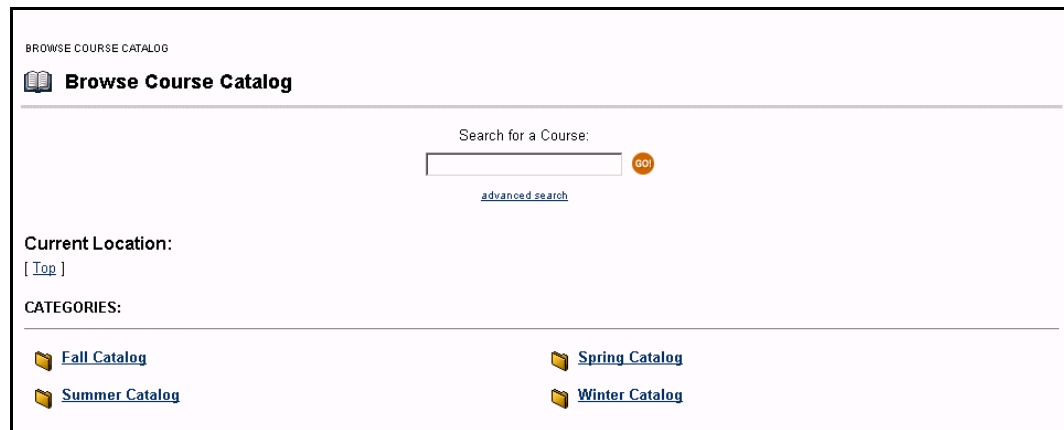 BROWSE COURSE CATALOG
Browse Course Catalog
Search for a Course:
GO!
advanced search
Current Location:
[ Top ]
CATEGORIES:
Fall Catalog
Spring Catalog
Summer Catalog
Winter Catalog